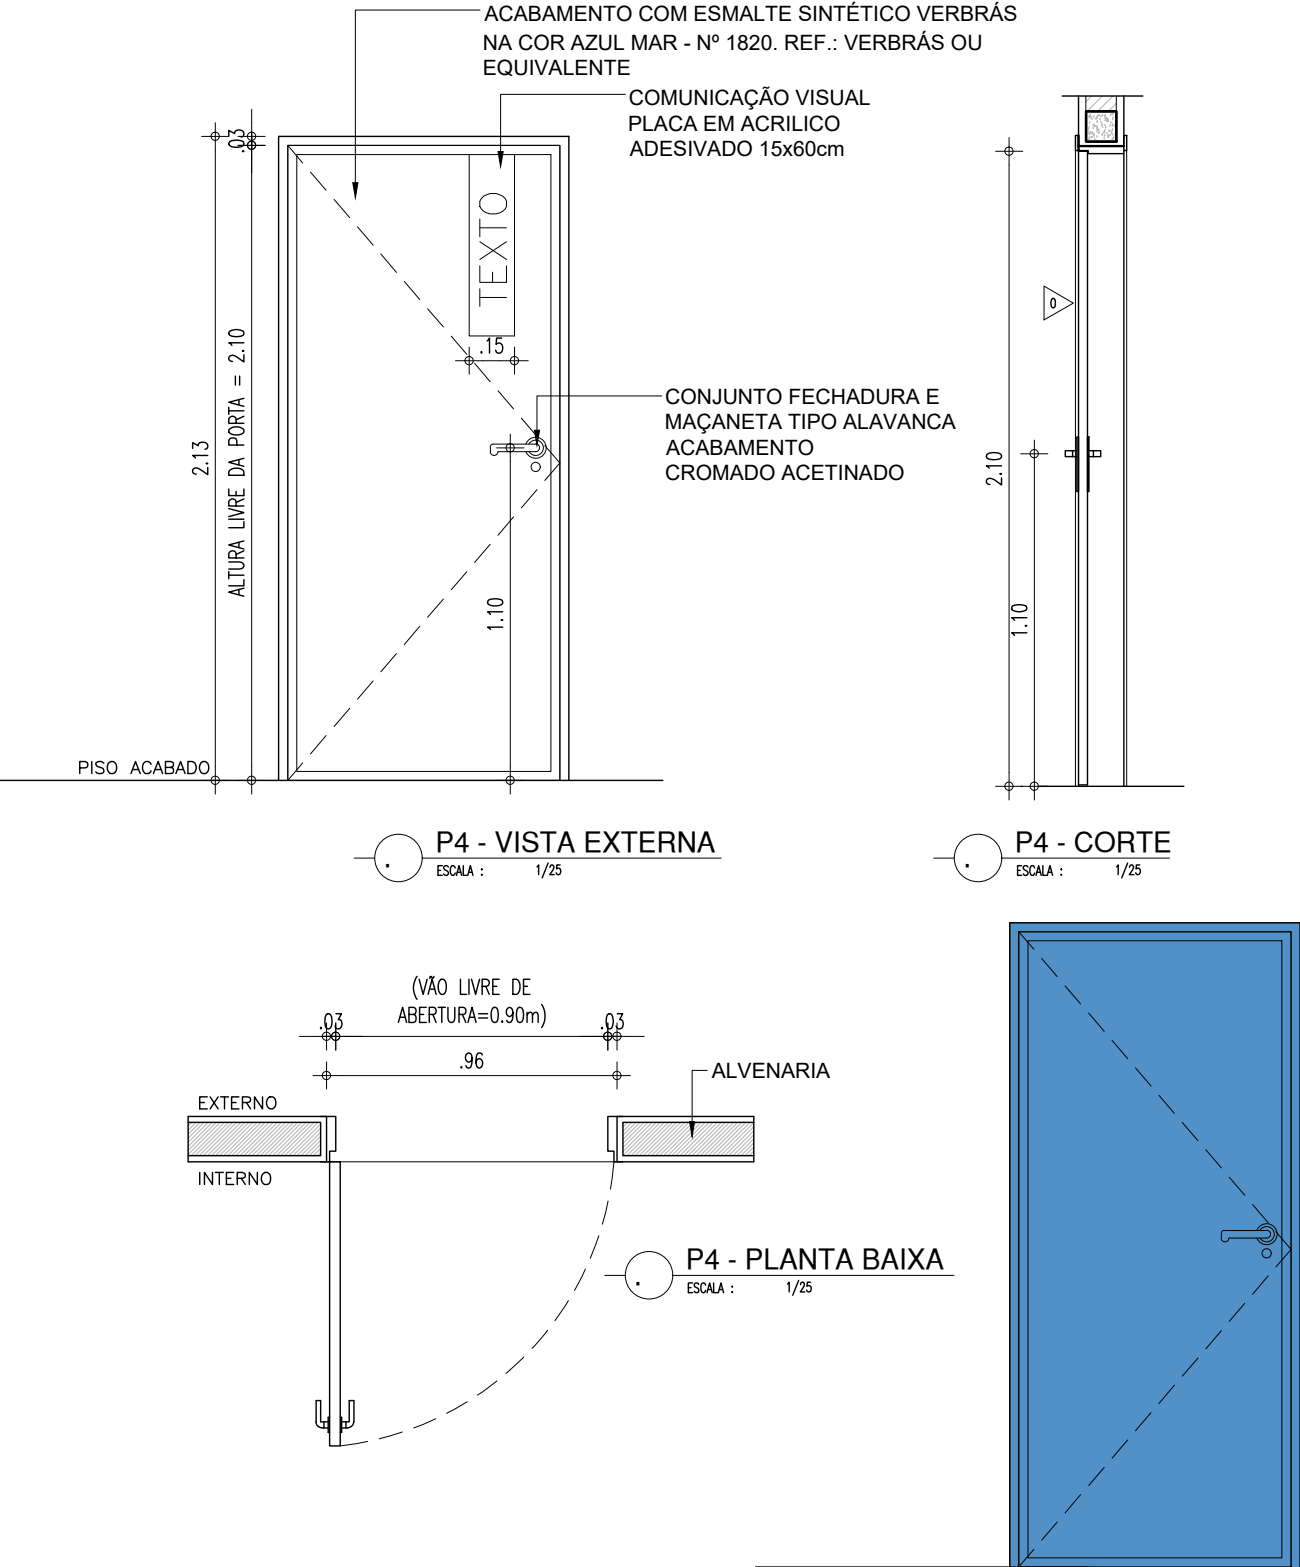 ACABAMENTO COM ESMALTE SINTÉTICO VERBRÁS
NA COR AZUL MAR - Nº 1820. REF.: VERBRÁS OU
EQUIVALENTE
COMUNICAÇÃO VISUAL
PLACA EM ACRILICO
ADESIVADO 15x60cm
.03
TEXTO
.15
ALTURA LIVRE DA PORTA = 2.10
2.13
CONJUNTO FECHADURA E
MAÇANETA TIPO ALAVANCA
ACABAMENTO
CROMADO ACETINADO
1.10
PISO ACABADO
0
2.10
1.10
P4 - VISTA EXTERNA
ESCALA : 1/25
P4 - CORTE
ESCALA : 1/25
(VÃO LIVRE DE
ABERTURA=0.90m)
.03
.03
.96
ALVENARIA
EXTERNO
INTERNO
P4 - PLANTA BAIXA
ESCALA : 1/25